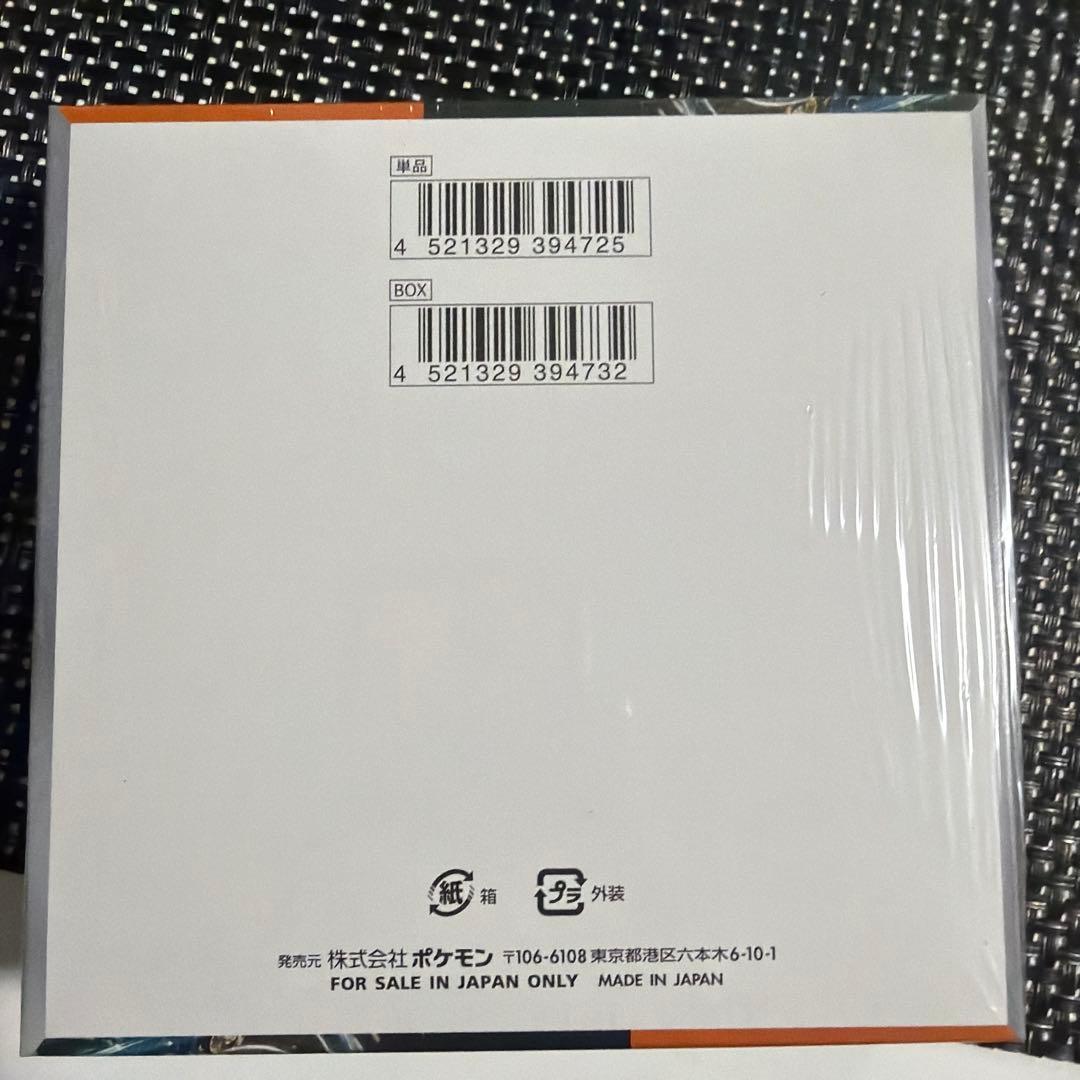 単品
4 521329 394725
BOX
4 521329 394732
紙 箱 プラ 外装
発売元 株式会社 ポケモン 〒106-6108 東京都港区六本木6-10-1
FOR SALE IN JAPAN ONLY MADE IN JAPAN